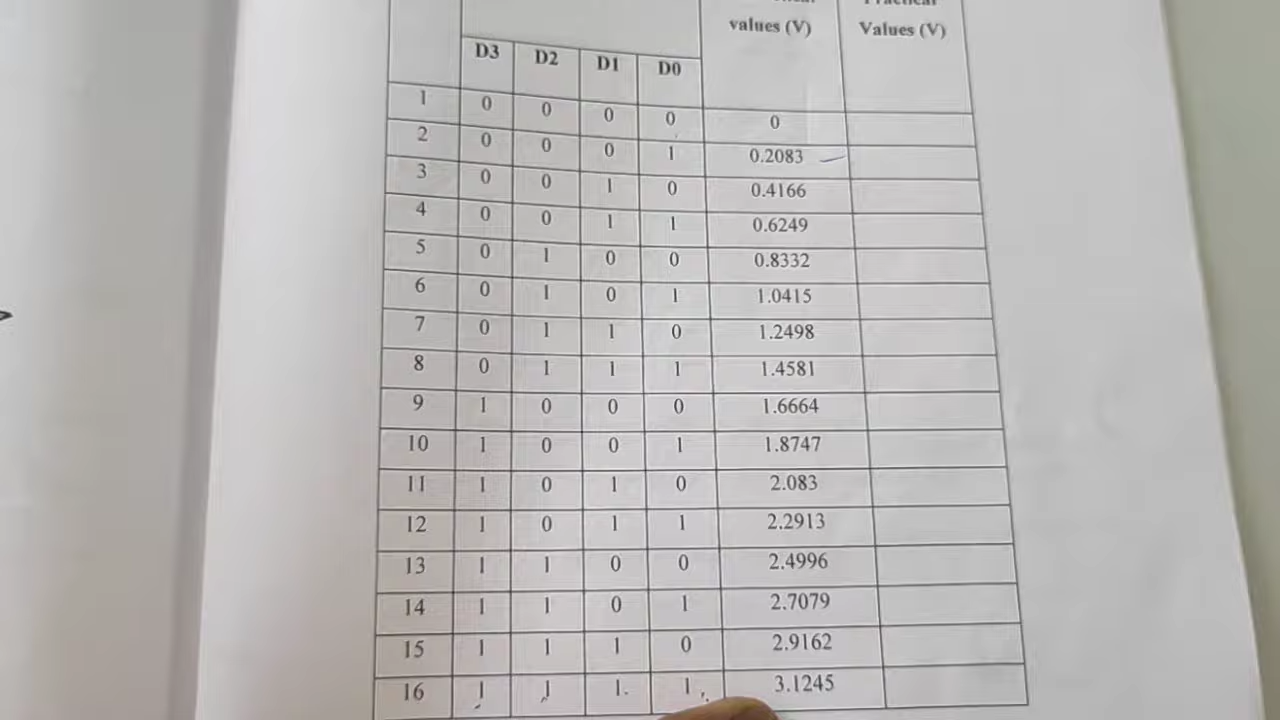 values (V) Values (V)
D3 D2 D1 D0
1 0 0 0 0 0
2 0 0 0 1 0.2083
3 0 0 1 0 0.4166
4 0 0 1 1 0.6249
5 0 1 0 0 0.8332
6 0 1 0 1 1.0415
7 0 1 1 0 1.2498
8 0 1 1 1 1.4581
9 1 0 0 0 1.6664
10 1 0 0 1 1.8747
11 1 0 1 0 2.083
12 1 0 1 1 2.2913
13 1 1 0 0 2.4996
14 1 1 0 1 2.7079
15 1 1 1 0 2.9162
16 1 1 1 1 3.1245